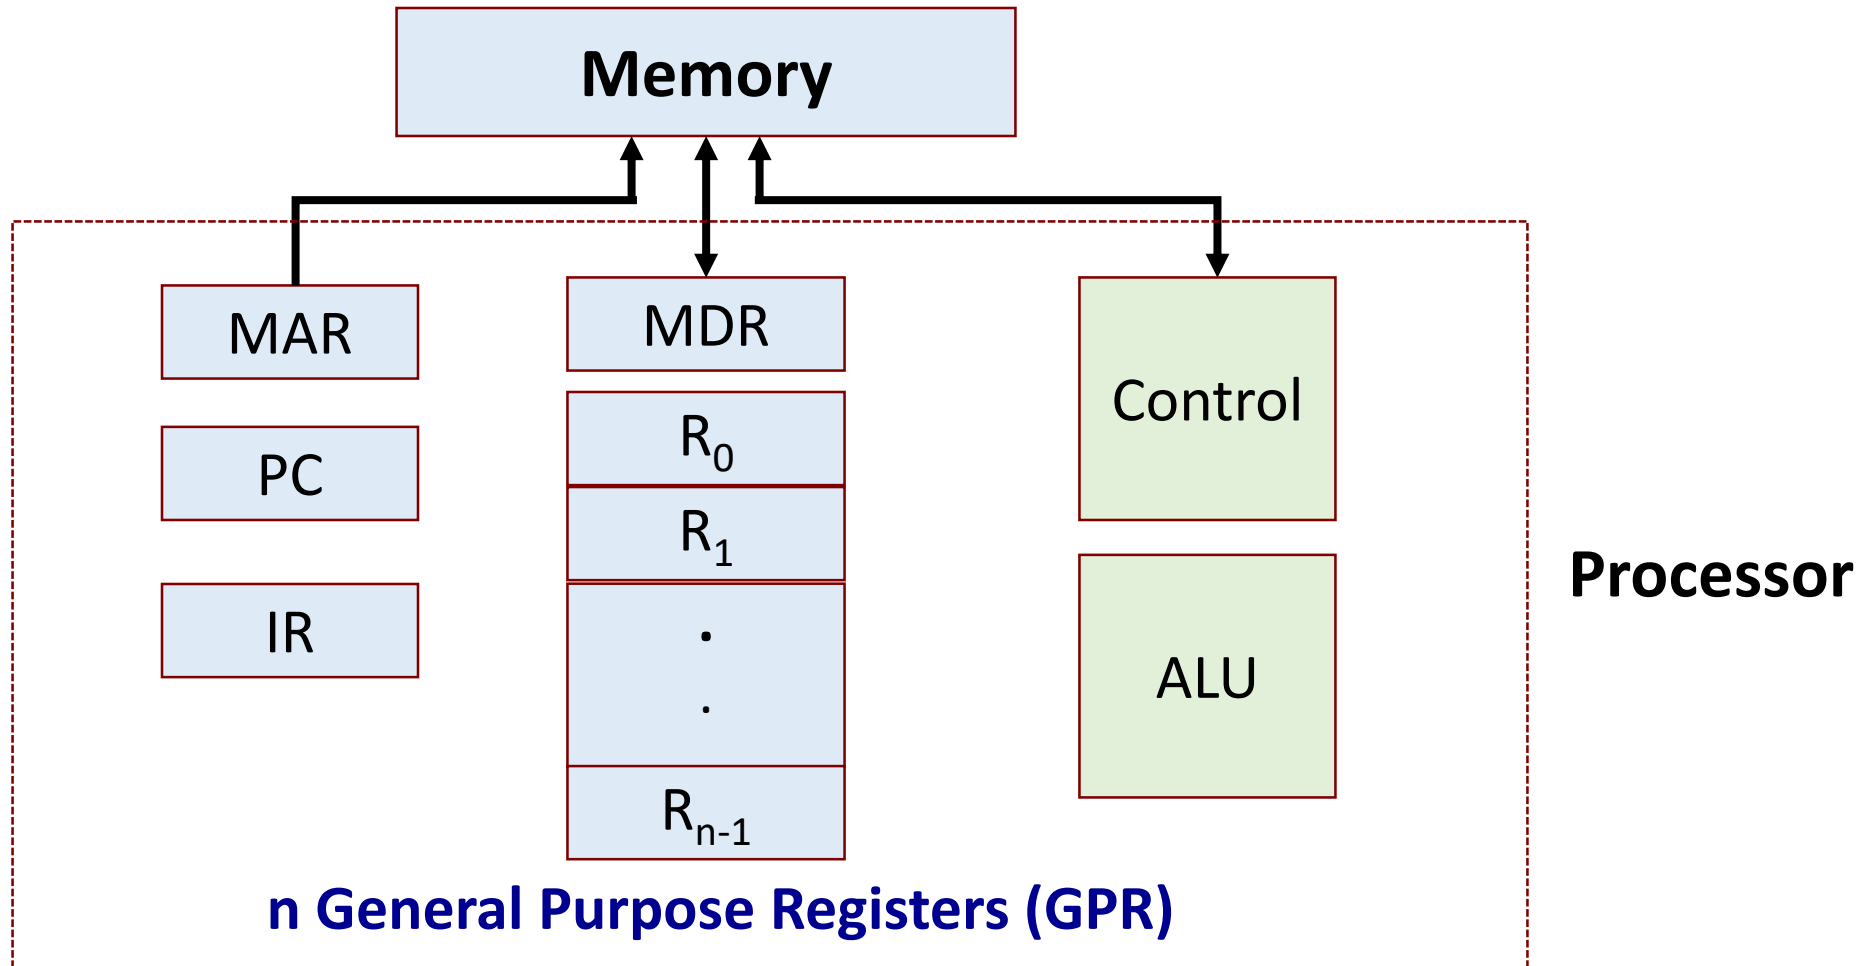 Memory
MAR
MDR
Control
PC
R₀
R₁
IR
.
.
ALU
Rₙ₋₁
Processor
n General Purpose Registers (GPR)